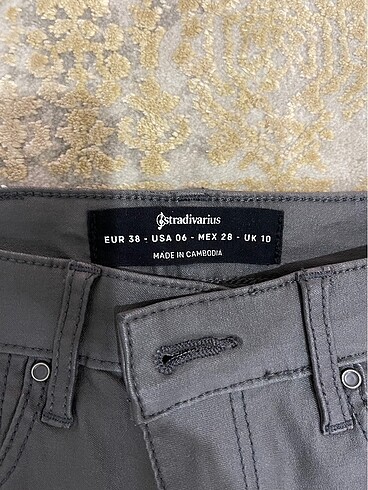 stradivarius
EUR 38 - USA 06 - MEX 28 - UK 10
MADE IN CAMBODIA